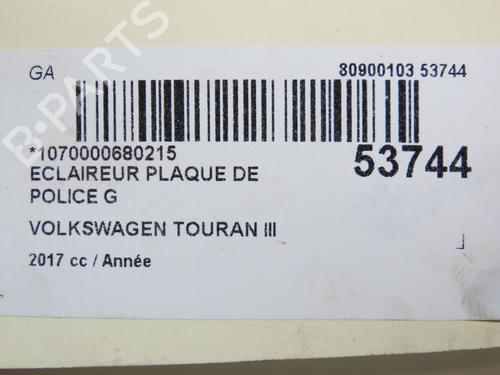 GA
80900103 53744
*1070000680215
53744
ECLAIREUR PLAQUE DE
POLICE G
VOLKSWAGEN TOURAN III
2017 cc / Année
B-PARTS